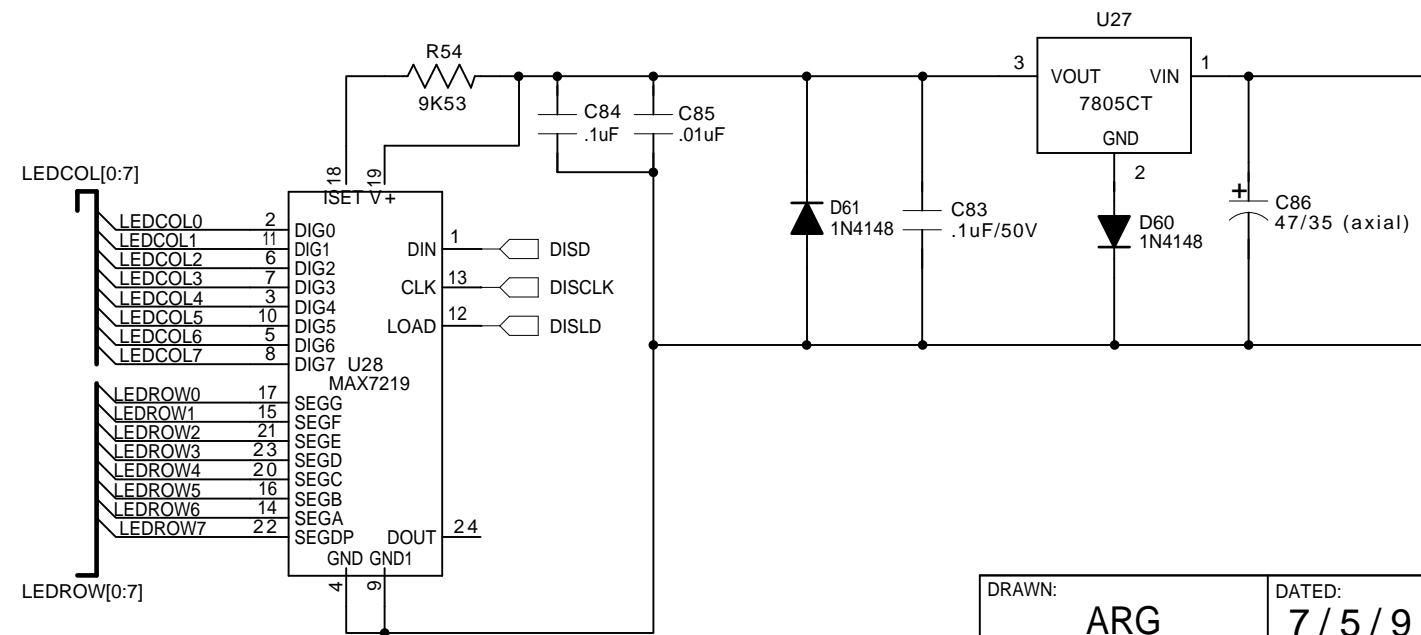 U27
R54
9K53
3 VOUT VIN 1
7805CT
GND
2
C84
.1uF
C85
.01uF
LEDCOL[0:7]
18 19
ISET V+
LEDCOL0 2 DIG0
LEDCOL1 11 DIG1
LEDCOL2 6 DIG2
LEDCOL3 7 DIG3
LEDCOL4 3 DIG4
LEDCOL5 10 DIG5
LEDCOL6 5 DIG6
LEDCOL7 8 DIG7
DIN 1 DISD
CLK 13 DISCLK
LOAD 12 DISLD
U28
MAX7219
D61
1N4148
C83
.1uF/50V
D60
1N4148
+
C86
47/35 (axial)
LEDROW0 17 SEGG
LEDROW1 15 SEGF
LEDROW2 21 SEGE
LEDROW3 23 SEGD
LEDROW4 20 SEGC
LEDROW5 16 SEGB
LEDROW6 14 SEGA
LEDROW7 22 SEGDP
DOUT 24
GND GND1
4 9
LEDROW[0:7]
DRAWN:
ARG
DATED:
7/5/9